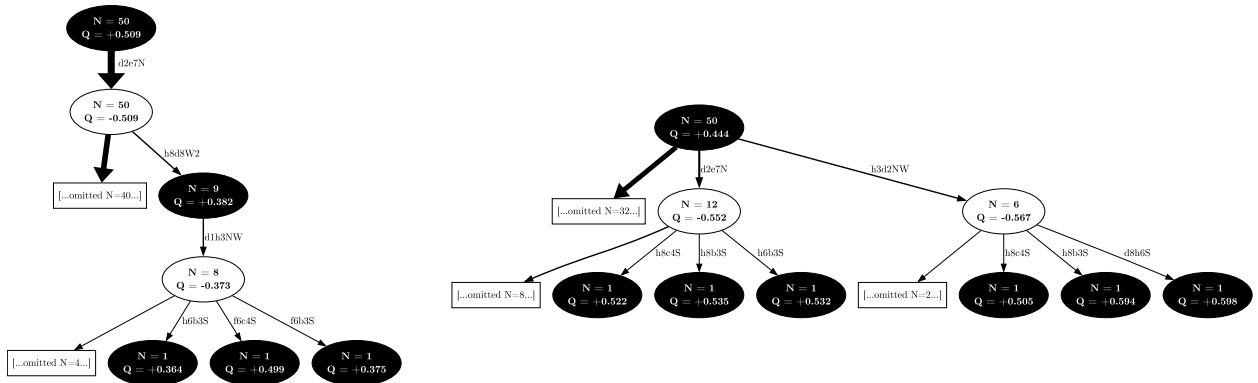 N = 50
Q = +0.509
d2e7N
N = 50
Q = -0.509
h8d8W2
[...omitted N=40...]
N = 9
Q = +0.382
d1h3NW
N = 8
Q = -0.373
h6b3S
f6c4S
f6b3S
[...omitted N=4...]
N = 1
Q = +0.364
N = 1
Q = +0.499
N = 1
Q = +0.375
N = 50
Q = +0.444
d2e7N
h3d2NW
[...omitted N=32...]
N = 12
Q = -0.552
N = 6
Q = -0.567
h8c4S
h8b3S
h6b3S
h8c4S
h8b3S
d8h6S
[...omitted N=8...]
N = 1
Q = +0.522
N = 1
Q = +0.535
N = 1
Q = +0.532
[...omitted N=2...]
N = 1
Q = +0.505
N = 1
Q = +0.594
N = 1
Q = +0.598